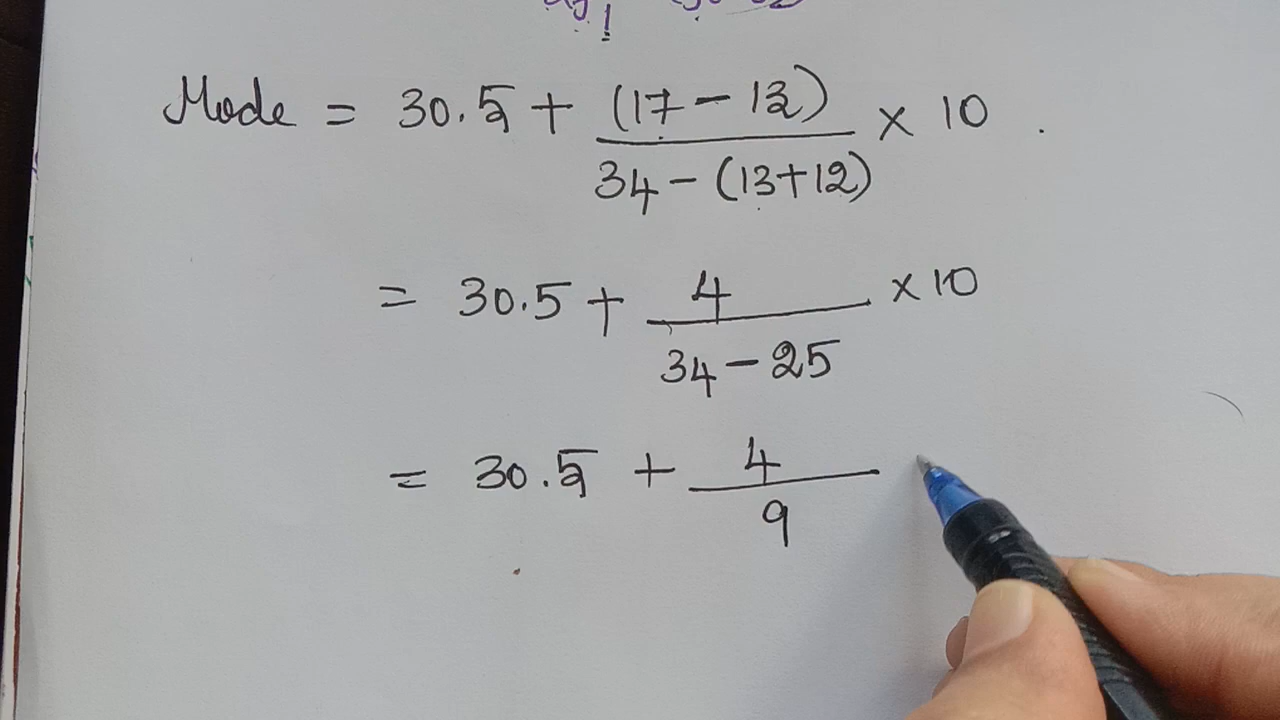 Mode = 30.5 + (17 - 13) / 34 - (13+12) × 10
= 30.5 + 4 / 34 - 25 × 10
= 30.5 + 4 / 9